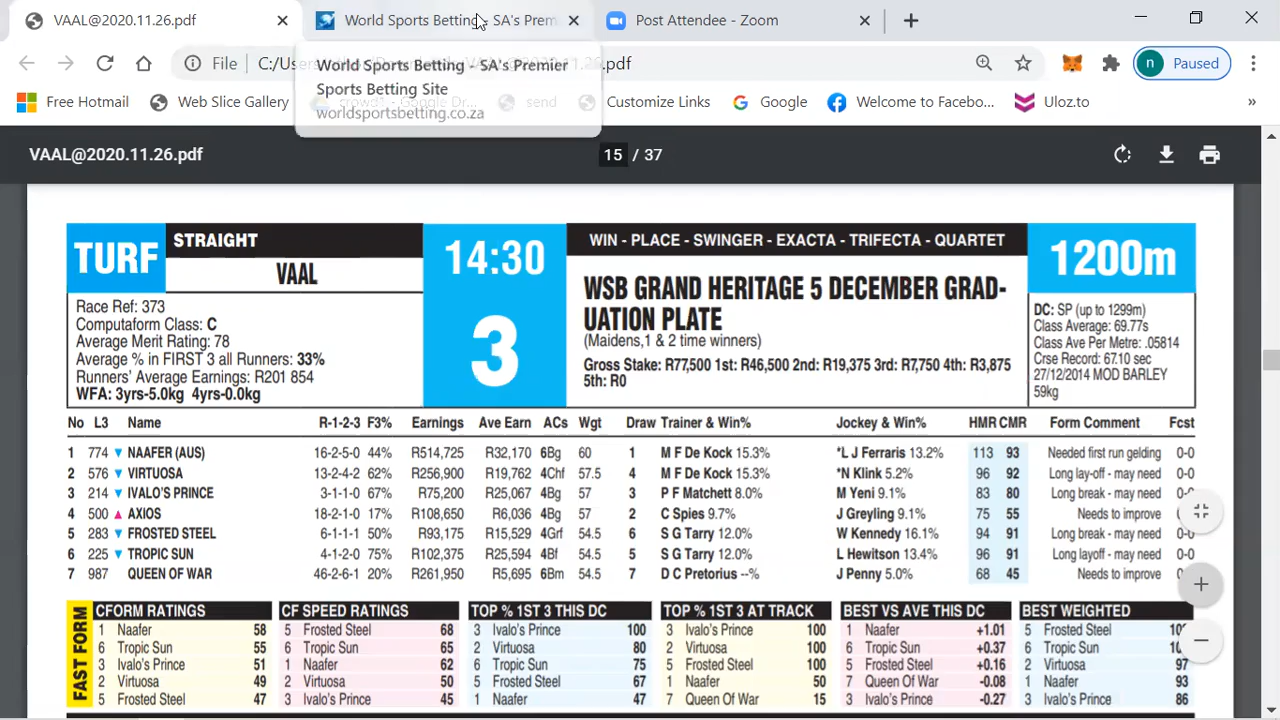 VAAL@2020.11.26.pdf
World Sports Betting - SA's Prem
Post Attendee - Zoom
File
C:/Users
VAAL@2020.11.26.pdf
n Paused
World Sports Betting - SA's Premier
Sports Betting Site
worldsportsbetting.co.za
Free Hotmail
Web Slice Gallery
crowd1 - Google Dr...
send
Customize Links
Google
Welcome to Facebo...
Uloz.to
»
VAAL@2020.11.26.pdf
15 / 37
TURF
STRAIGHT
VAAL
Race Ref: 373
Computaform Class: C
Average Merit Rating: 78
Average % in FIRST 3 all Runners: 33%
Runners' Average Earnings: R201 854
WFA: 3yrs-5.0kg 4yrs-0.0kg
14:30
3
WIN - PLACE - SWINGER - EXACTA - TRIFECTA - QUARTET
WSB GRAND HERITAGE 5 DECEMBER GRAD-
UATION PLATE
(Maidens,1 & 2 time winners)
Gross Stake: R77,500 1st: R46,500 2nd: R19,375 3rd: R7,750 4th: R3,875
5th: R0
1200m
DC: SP (up to 1299m)
Class Average: 69.77s
Class Ave Per Metre: .05814
Crse Record: 67.10 sec
27/12/2014 MOD BARLEY
59kg
No L3 Name R-1-2-3 F3% Earnings Ave Earn ACs Wgt Draw Trainer & Win% Jockey & Win% HMR CMR Form Comment Fcst
1 774 ▼ NAAFER (AUS) 16-2-5-0 44% R514,725 R32,170 6Bg 60 1 M F De Kock 15.3% *L J Ferraris 13.2% 113 93 Needed first run gelding 0-0
2 576 ▼ VIRTUOSA 13-2-4-2 62% R256,900 R19,762 4Chf 57.5 4 M F De Kock 15.3% *N Klink 5.2% 96 92 Long lay-off - may need 0-0
3 214 ▼ IVALO'S PRINCE 3-1-1-0 67% R75,200 R25,067 4Bg 57 3 P F Matchett 8.0% M Yeni 9.1% 83 80 Long break - may need 0-0
4 500 ▲ AXIOS 18-2-1-0 17% R108,650 R6,036 4Bg 57 2 C Spies 9.7% J Greyling 9.1% 75 55 Needs to improve 0-0
5 283 ▼ FROSTED STEEL 6-1-1-1 50% R93,175 R15,529 4Grf 54.5 6 S G Tarry 12.0% W Kennedy 16.1% 94 91 Long break - may need 0-0
6 225 ▼ TROPIC SUN 4-1-2-0 75% R102,375 R25,594 4Bf 54.5 5 S G Tarry 12.0% L Hewitson 13.4% 96 91 Long layoff - may need 0-0
7 987 QUEEN OF WAR 46-2-6-1 20% R261,950 R5,695 6Bm 54.5 7 D C Pretorius --% J Penny 5.0% 68 45 Needs to improve 0-0
FAST FORM
CFORM RATINGS
1 Naafer 58
6 Tropic Sun 55
3 Ivalo's Prince 51
2 Virtuosa 49
5 Frosted Steel 47
CF SPEED RATINGS
5 Frosted Steel 68
6 Tropic Sun 65
1 Naafer 62
2 Virtuosa 50
3 Ivalo's Prince 45
TOP % 1ST 3 THIS DC
3 Ivalo's Prince 100
2 Virtuosa 80
6 Tropic Sun 75
5 Frosted Steel 67
1 Naafer 47
TOP % 1ST 3 AT TRACK
3 Ivalo's Prince 100
2 Virtuosa 100
5 Frosted Steel 100
1 Naafer 50
7 Queen Of War 15
BEST VS AVE THIS DC
1 Naafer +1.01
6 Tropic Sun +0.37
5 Frosted Steel +0.16
7 Queen Of War -0.08
3 Ivalo's Prince -0.27
BEST WEIGHTED
5 Frosted Steel
6 Tropic Sun
2 Virtuosa 97
1 Naafer 93
3 Ivalo's Prince 86